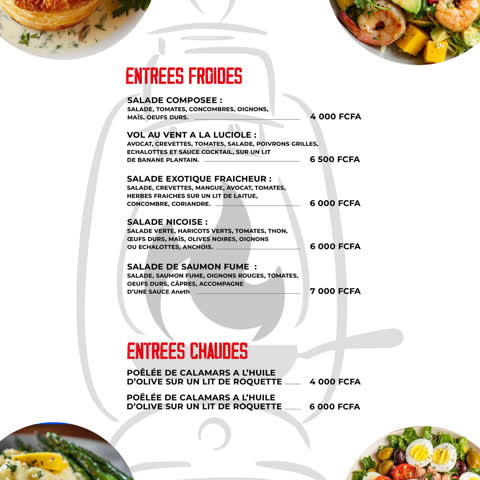 ENTREES FROIDES
SALADE COMPOSEE :
SALADE, TOMATES, CONCOMBRES, OIGNONS,
MAÏS, OEUFS DURS. 4 000 FCFA
VOL AU VENT A LA LUCIOLE :
AVOCAT, CREVETTES, TOMATES, SALADE, POIVRONS GRILLES,
ECHALOTTES ET SAUCE COCKTAIL, SUR UN LIT
DE BANANE PLANTAIN. 6 500 FCFA
SALADE EXOTIQUE FRAICHEUR :
SALADE, CREVETTES, MANGUE, AVOCAT, TOMATES,
HERBES FRAICHES SUR UN LIT DE LAITUE,
CONCOMBRE, CORIANDRE. 6 000 FCFA
SALADE NICOISE :
SALADE VERTE, HARICOTS VERTS, TOMATES, THON,
ŒUFS DURS, MAÏS, OLIVES NOIRES, OIGNONS
OU ECHALOTTES, ANCHOIS. 6 000 FCFA
SALADE DE SAUMON FUME :
SALADE, SAUMON FUME, OIGNONS ROUGES, TOMATES,
OEUFS DURS, CÂPRES, ACCOMPAGNE
D'UNE SAUCE Aneth 7 000 FCFA
ENTREES CHAUDES
POÊLÉE DE CALAMARS A L'HUILE
D'OLIVE SUR UN LIT DE ROQUETTE 4 000 FCFA
POÊLÉE DE CALAMARS A L'HUILE
D'OLIVE SUR UN LIT DE ROQUETTE 6 000 FCFA